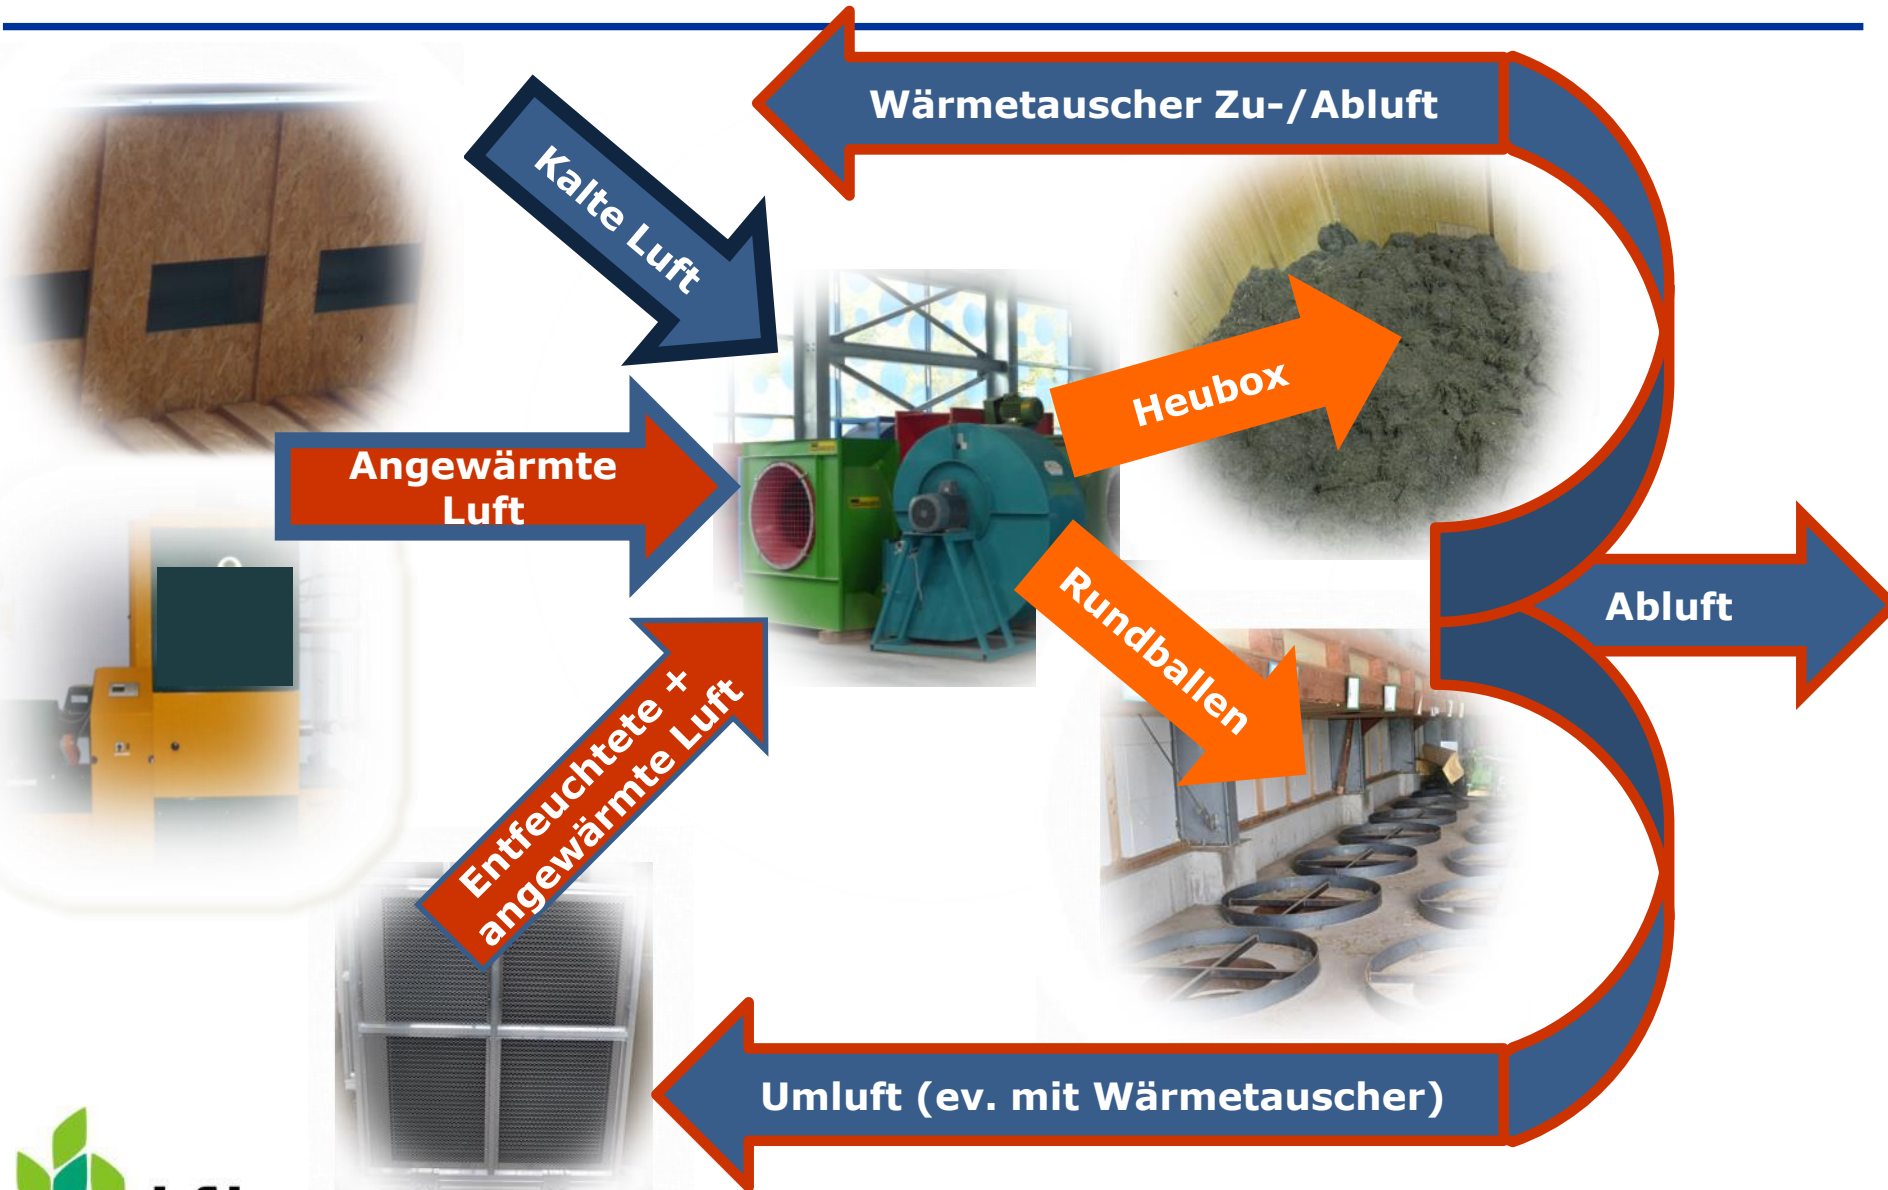 Wärmetauscher Zu-/Abluft
Kalte Luft
Heubox
Angewärmte
Luft
Rundballen
Abluft
Entfeuchtete +
angewärmte Luft
Umluft (ev. mit Wärmetauscher)